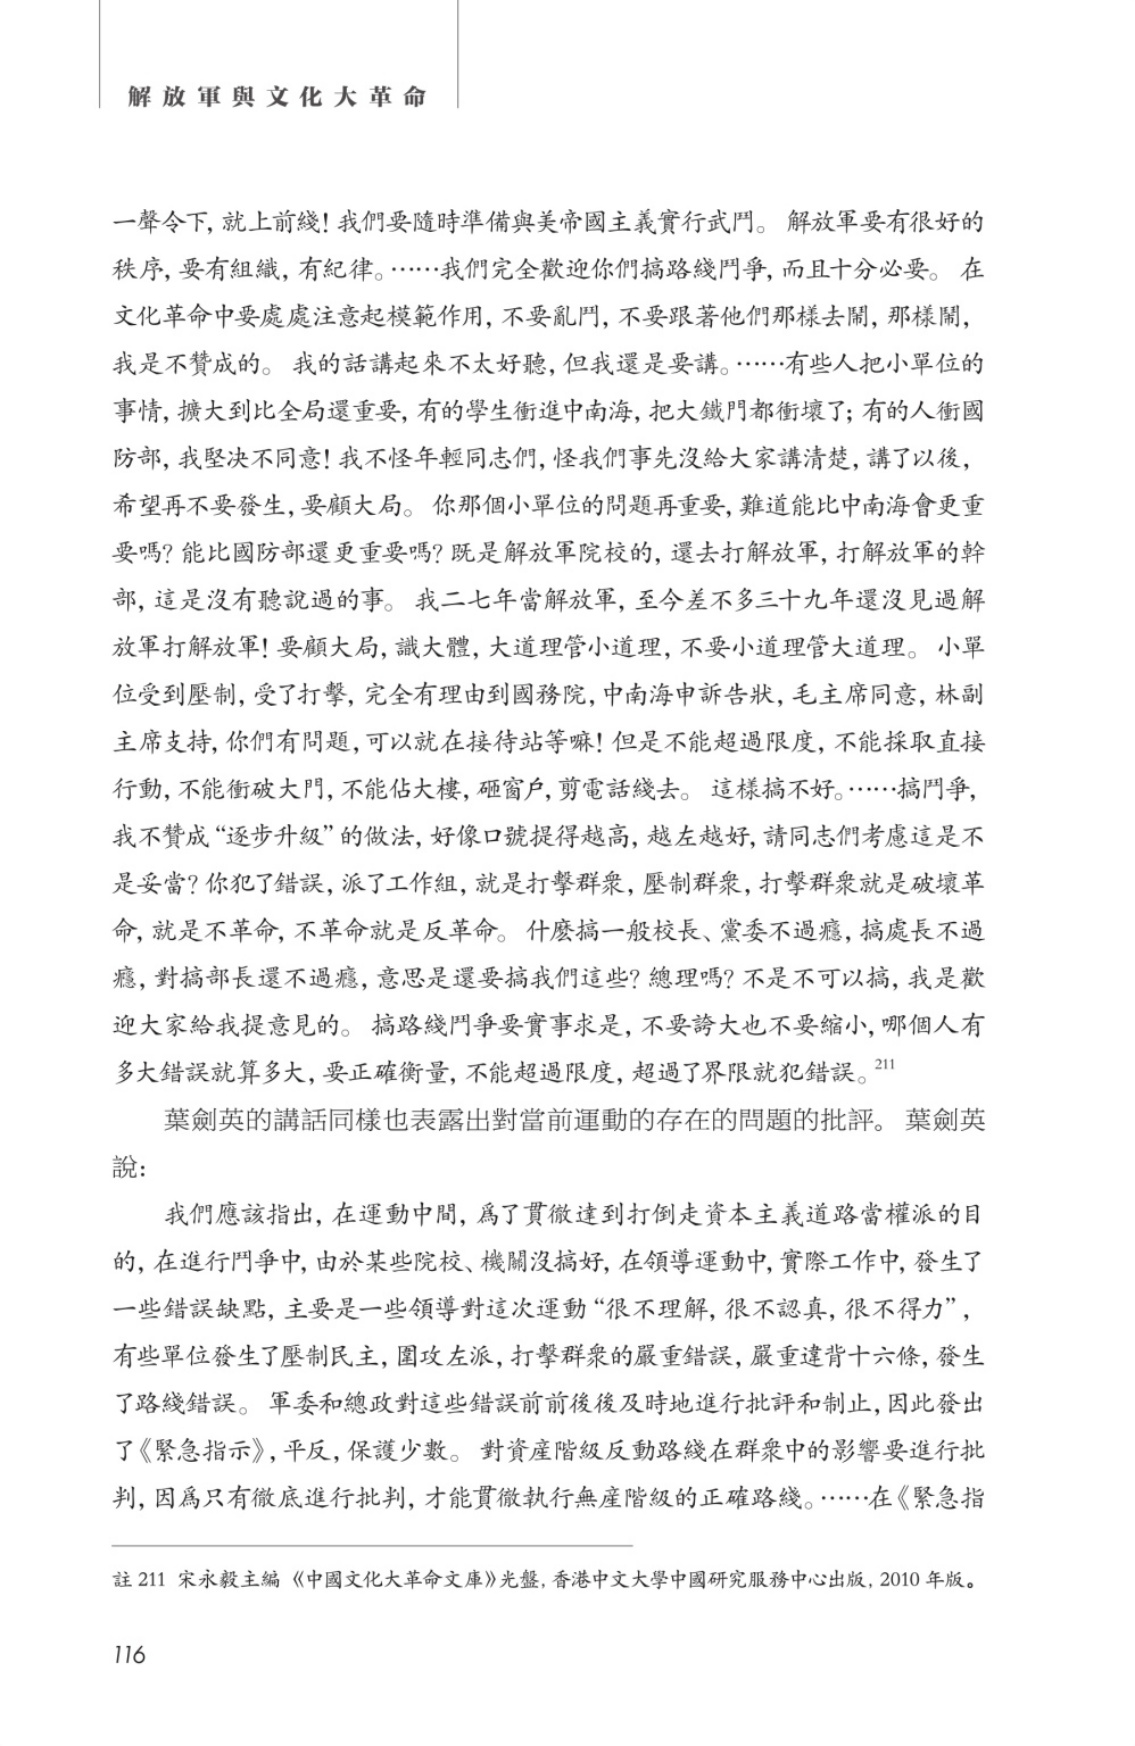 解放軍與文化大革命
一聲令下, 就上前綫! 我們要隨時準備與美帝國主義實行武鬥。 解放軍要有很好的
秩序, 要有組織, 有紀律。……我們完全歡迎你們搞路綫鬥爭, 而且十分必要。 在
文化革命中要處處注意起模範作用, 不要亂鬥, 不要跟著他們那樣去鬧, 那樣鬧,
我是不贊成的。 我的話講起來不太好聽, 但我還是要講。……有些人把小單位的
事情, 擴大到比全局還重要, 有的學生衝進中南海, 把大鐵門都衝壞了; 有的人衝國
防部, 我堅决不同意! 我不怪年輕同志們, 怪我們事先沒給大家講清楚, 講了以後,
希望再不要發生, 要顧大局。 你那個小單位的問題再重要, 難道能比中南海會更重
要嗎? 能比國防部還更重要嗎? 既是解放軍院校的, 還去打解放軍, 打解放軍的幹
部, 這是沒有聽說過的事。 我二七年當解放軍, 至今差不多三十九年還沒見過解
放軍打解放軍! 要顧大局, 識大體, 大道理管小道理, 不要小道理管大道理。 小單
位受到壓制, 受了打擊, 完全有理由到國務院, 中南海申訴告狀, 毛主席同意, 林副
主席支持, 你們有問題, 可以就在接待站等嘛! 但是不能超過限度, 不能採取直接
行動, 不能衝破大門, 不能佔大樓, 砸窗户, 剪電話綫去。 這樣搞不好。……搞鬥爭,
我不贊成“逐步升級”的做法, 好像口號提得越高, 越左越好, 請同志們考慮這是不
是妥當? 你犯了錯誤, 派了工作組, 就是打擊群衆, 壓制群衆, 打擊群衆就是破壞革
命, 就是不革命, 不革命就是反革命。 什麽搞一般校長、黨委不過癮, 搞處長不過
癮, 對搞部長還不過癮, 意思是還要搞我們這些? 總理嗎? 不是不可以搞, 我是歡
迎大家給我提意見的。 搞路綫鬥爭要實事求是, 不要誇大也不要縮小, 哪個人有
多大錯誤就算多大, 要正確衡量, 不能超過限度, 超過了界限就犯錯誤。211
葉劍英的講話同樣也表露出對當前運動的存在的問題的批評。 葉劍英
說:
我們應該指出, 在運動中間, 爲了貫徹達到打倒走資本主義道路當權派的目
的, 在進行鬥爭中, 由於某些院校、機關沒搞好, 在領導運動中, 實際工作中, 發生了
一些錯誤缺點, 主要是一些領導對這次運動“很不理解, 很不認真, 很不得力”,
有些單位發生了壓制民主, 圍攻左派, 打擊群衆的嚴重錯誤, 嚴重違背十六條, 發生
了路綫錯誤。 軍委和總政對這些錯誤前前後後及時地進行批評和制止, 因此發出
了《緊急指示》, 平反, 保護少數。 對資産階級反動路綫在群衆中的影響要進行批
判, 因爲只有徹底進行批判, 才能貫徹執行無産階級的正確路綫。……在《緊急指
註 211 宋永毅主編《中國文化大革命文庫》光盤, 香港中文大學中國研究服務中心出版, 2010 年版。
116